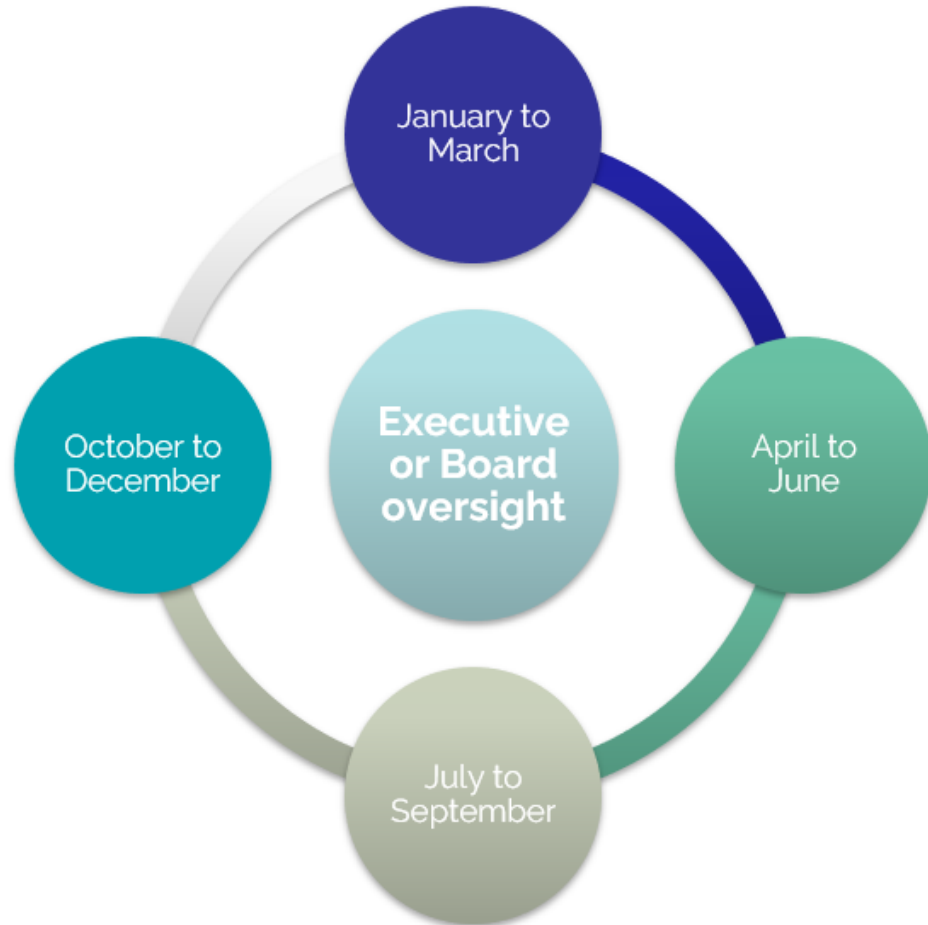 January to
March
October to
December
Executive
or Board
oversight
April to
June
July to
September